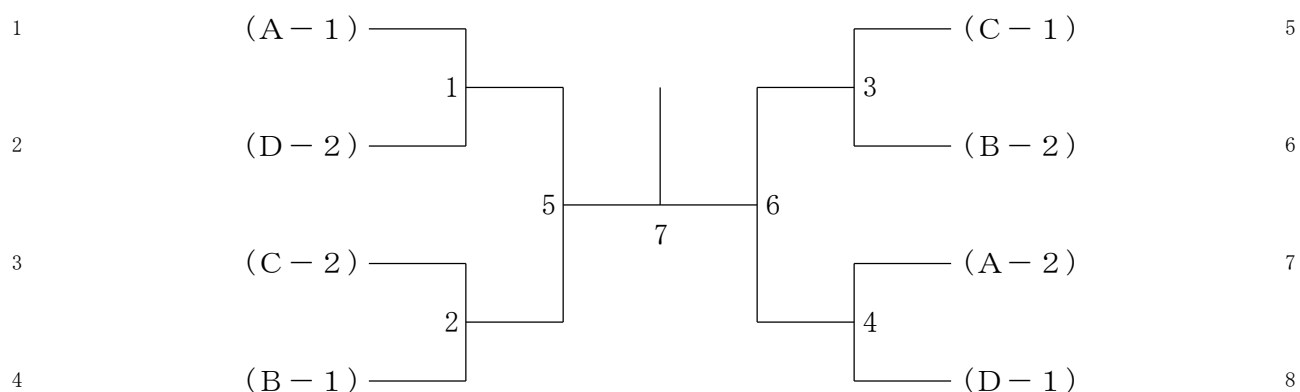 1 (A－1) (C－1) 5
1 3
2 (D－2) (B－2) 6
5 6
7
3 (C－2) (A－2) 7
2 4
4 (B－1) (D－1) 8